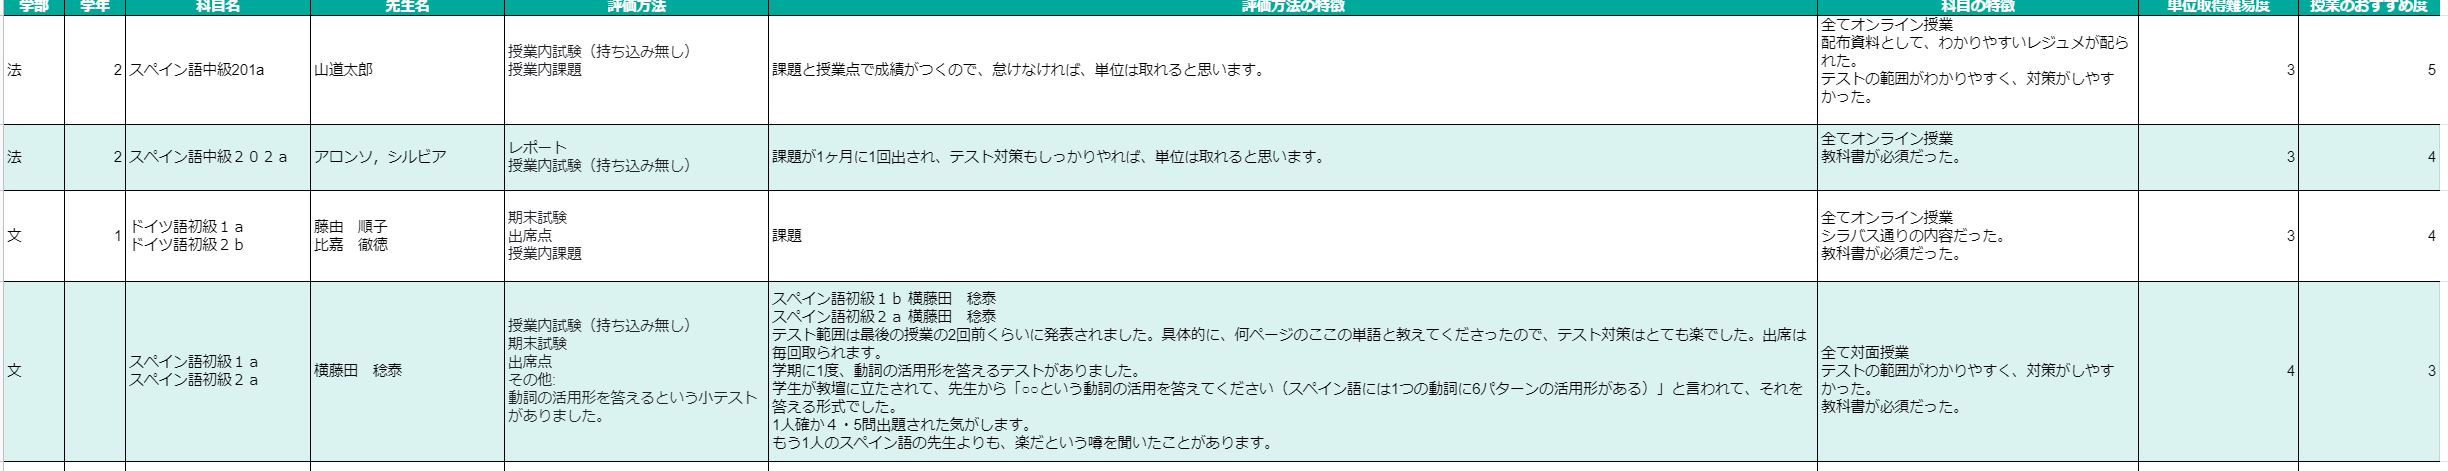 学部 学年 科目名 先生名 評価方法 評価方法の特徴 科目の特徴 単位取得難易度 授業のおすすめ度
法
2
スペイン語中級201a
山道太郎
授業内試験（持ち込み無し）
授業内課題
課題と授業点で成績がつくので、怠けなければ、単位は取れると思います。
全てオンライン授業
配布資料として、わかりやすいレジュメが配ら
れた。
テストの範囲がわかりやすく、対策がしやす
かった。
3
5
法
2
スペイン語中級２０２a
アロンソ，シルビア
レポート
授業内試験（持ち込み無し）
課題が1ヶ月に1回出され、テスト対策もしっかりやれば、単位は取れると思います。
全てオンライン授業
教科書が必須だった。
3
4
文
1
ドイツ語初級１ａ
ドイツ語初級２ｂ
藤由　順子
比嘉　徹徳
期末試験
出席点
授業内課題
課題
全てオンライン授業
シラバス通りの内容だった。
教科書が必須だった。
3
4
文
スペイン語初級１ａ
スペイン語初級２ａ
横藤田　稔泰
授業内試験（持ち込み無し）
期末試験
出席点
その他:
動詞の活用形を答えるという小テスト
がありました。
スペイン語初級１ｂ 横藤田　稔泰
スペイン語初級２ａ 横藤田　稔泰
テスト範囲は最後の授業の2回前くらいに発表されました。具体的に、何ページのここの単語と教えてくださったので、テスト対策はとても楽でした。出席は
毎回取られます。
学期に1度、動詞の活用形を答えるテストがありました。
学生が教壇に立たされて、先生から「○○という動詞の活用を答えてください（スペイン語には1つの動詞に6パターンの活用形がある）」と言われて、それを
答える形式でした。
1人確か４・5問出題された気がします。
もう1人のスペイン語の先生よりも、楽だという噂を聞いたことがあります。
全て対面授業
テストの範囲がわかりやすく、対策がしやす
かった。
教科書が必須だった。
4
3